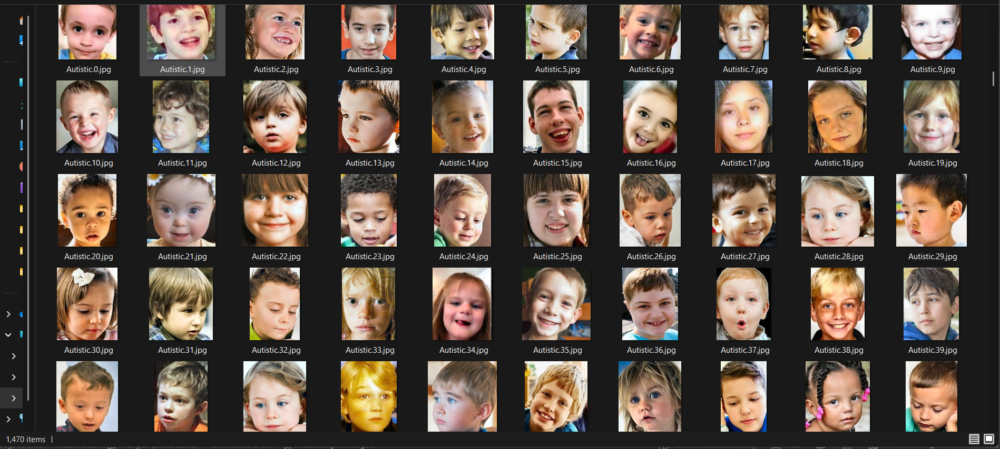 Autistic.0.jpg
Autistic.1.jpg
Autistic.2.jpg
Autistic.3.jpg
Autistic.4.jpg
Autistic.5.jpg
Autistic.6.jpg
Autistic.7.jpg
Autistic.8.jpg
Autistic.9.jpg
Autistic.10.jpg
Autistic.11.jpg
Autistic.12.jpg
Autistic.13.jpg
Autistic.14.jpg
Autistic.15.jpg
Autistic.16.jpg
Autistic.17.jpg
Autistic.18.jpg
Autistic.19.jpg
Autistic.20.jpg
Autistic.21.jpg
Autistic.22.jpg
Autistic.23.jpg
Autistic.24.jpg
Autistic.25.jpg
Autistic.26.jpg
Autistic.27.jpg
Autistic.28.jpg
Autistic.29.jpg
Autistic.30.jpg
Autistic.31.jpg
Autistic.32.jpg
Autistic.33.jpg
Autistic.34.jpg
Autistic.35.jpg
Autistic.36.jpg
Autistic.37.jpg
Autistic.38.jpg
Autistic.39.jpg
1,470 items